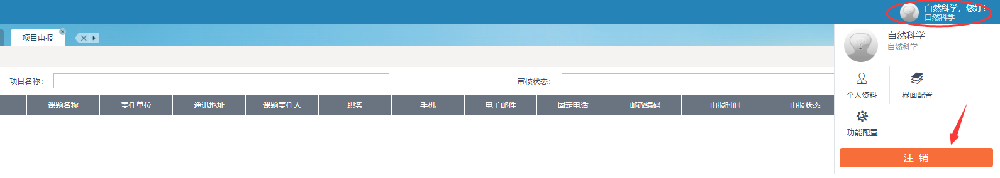 自然科学，您好！
自然科学
项目申报
自然科学
自然科学
项目名称：
审核状态：
个人资料
界面配置
课题名称 责任单位 通讯地址 课题责任人 职务 手机 电子邮件 固定电话 邮政编码 申报时间 申报状态
功能配置
注 销